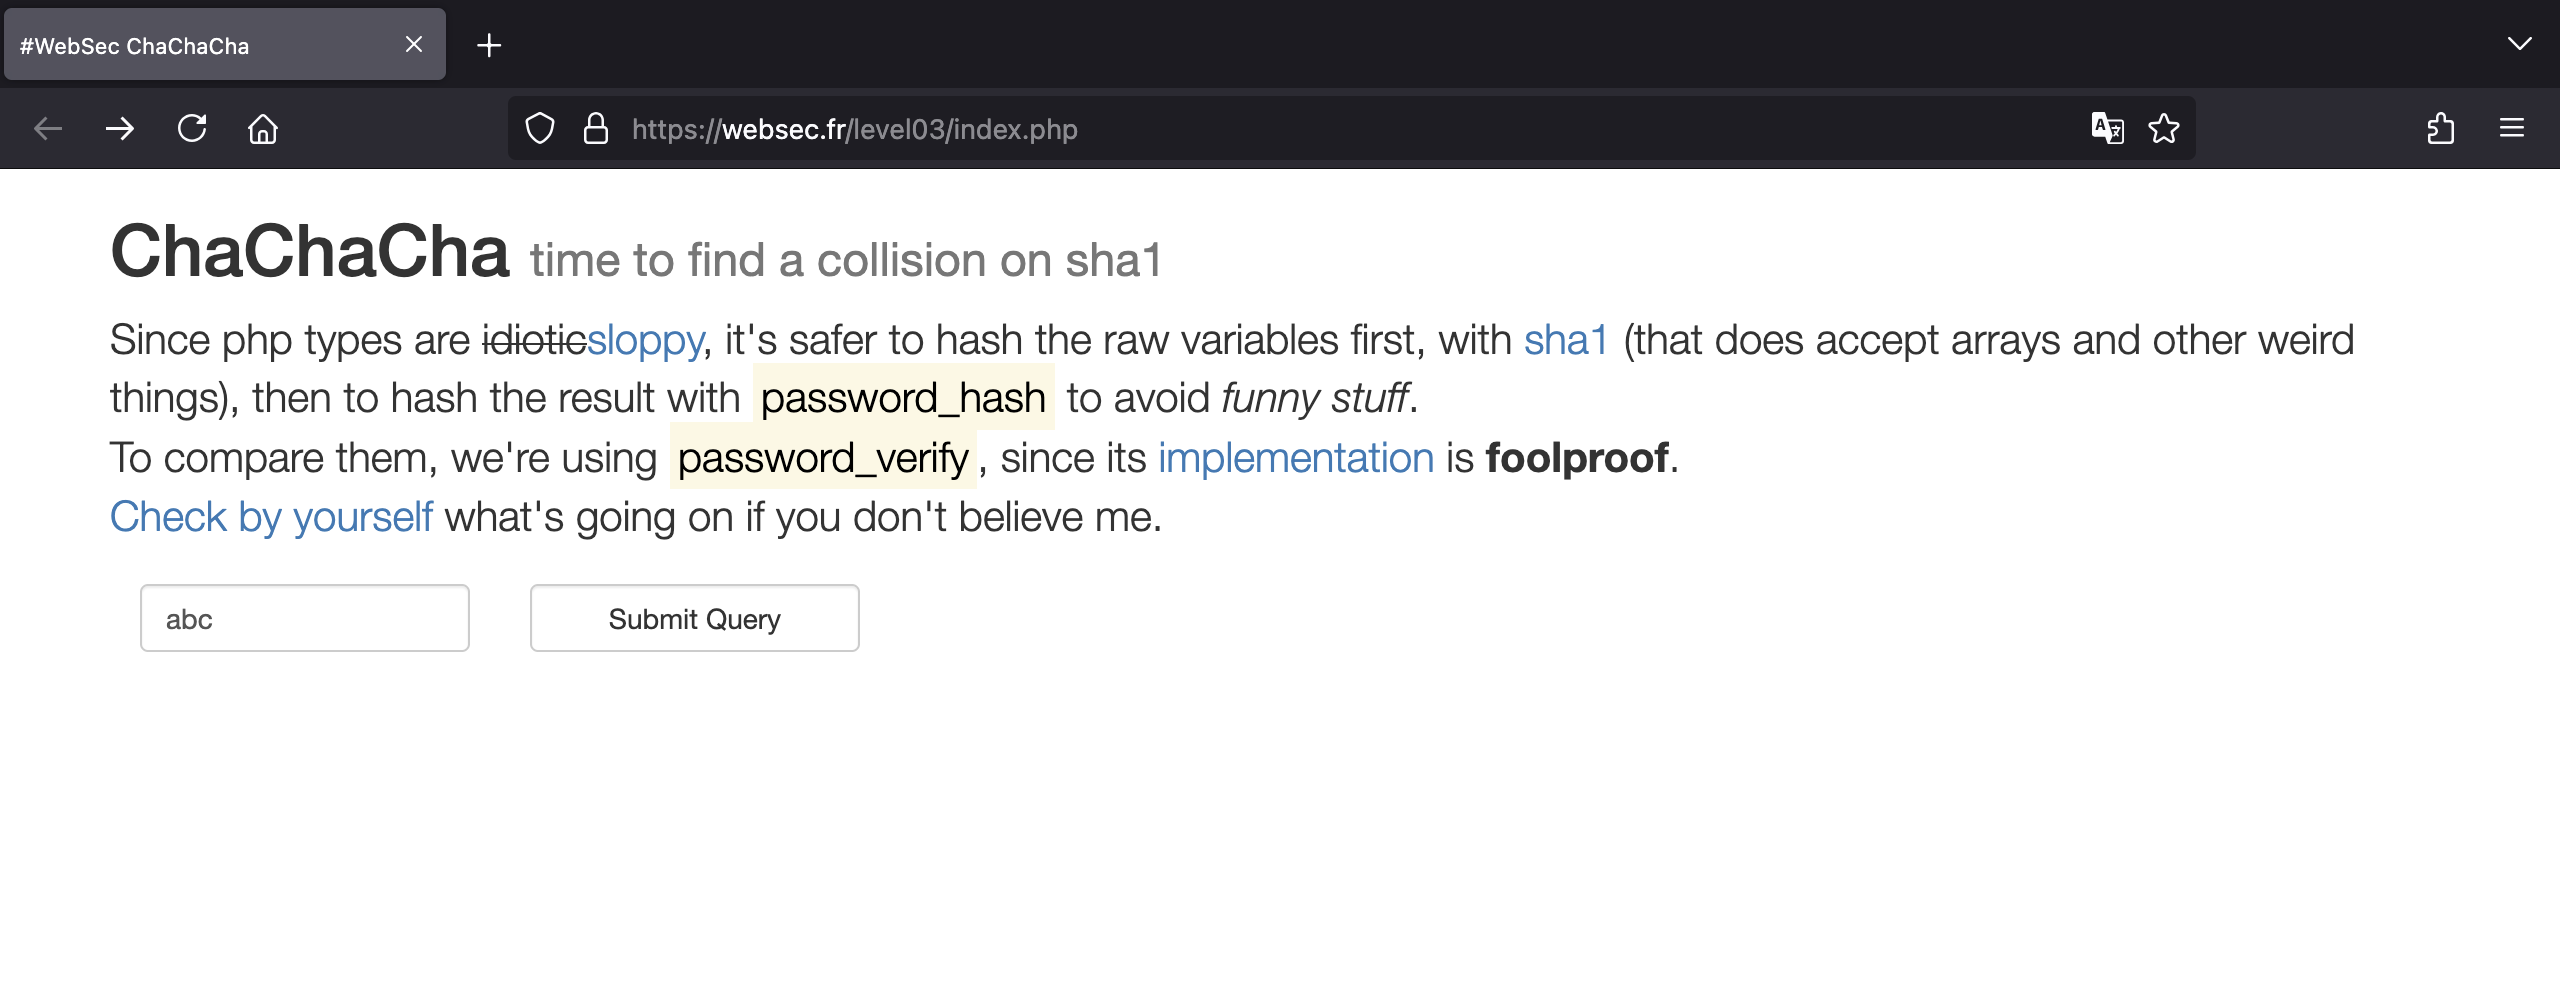 #WebSec ChaChaCha
https://websec.fr/level03/index.php
ChaChaCha time to find a collision on sha1
Since php types are idioticsloppy, it's safer to hash the raw variables first, with sha1 (that does accept arrays and other weird
things), then to hash the result with password_hash to avoid funny stuff.
To compare them, we're using password_verify, since its implementation is foolproof.
Check by yourself what's going on if you don't believe me.
abc Submit Query